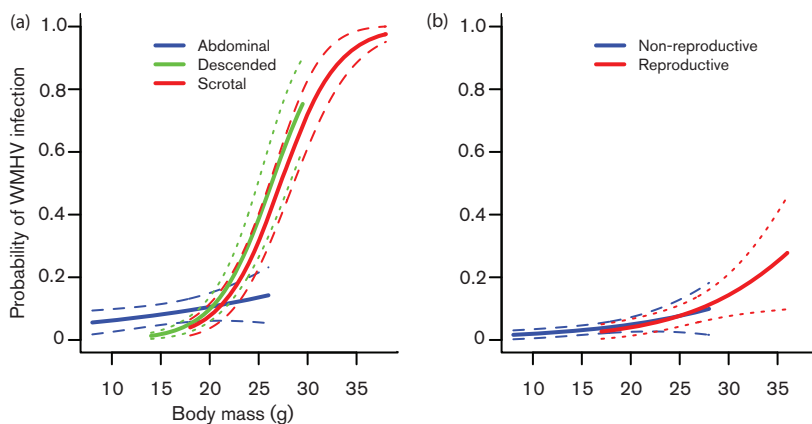 (a)
Abdominal
Descended
Scrotal
Probability of WMHV infection
1.0
0.8
0.6
0.4
0.2
0
10 15 20 25 30 35
Body mass (g)
(b)
Non-reproductive
Reproductive
1.0
0.8
0.6
0.4
0.2
0
10 15 20 25 30 35